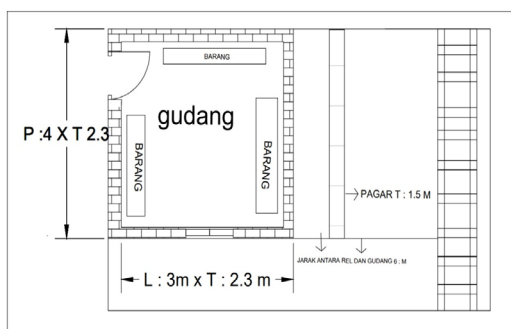 BARANG
gudang
P :4 X T 2.3
BARANG
BARANG
PAGAR T : 1.5 M
JARAK ANTARA REL DAN GUDANG 6 : M
L : 3m x T : 2.3 m